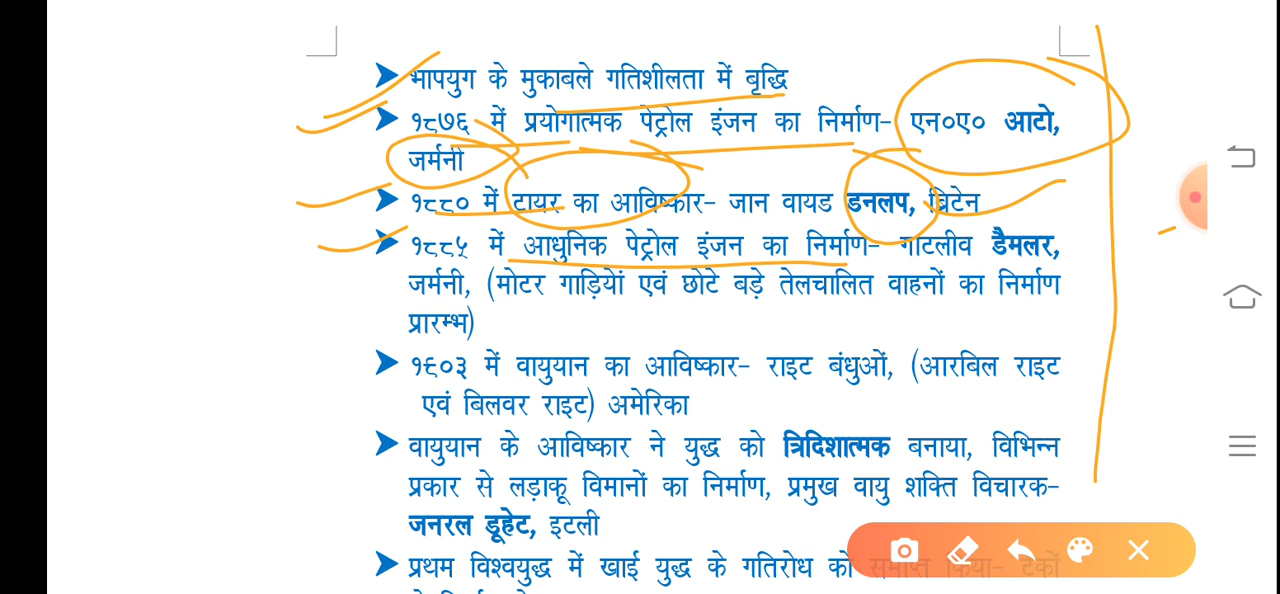 ➤ भापयुग के मुकाबले गतिशीलता में बृद्धि
➤ १८७६ में प्रयोगात्मक पेट्रोल इंजन का निर्माण- एन०ए० आटो,
जर्मनी
➤ १८८० में टायर का आविष्कार- जान वायड डनलप, ब्रिटेन
➤ १८८५ में आधुनिक पेट्रोल इंजन का निर्माण- गाटलीव डैमलर,
जर्मनी, (मोटर गाड़ियेां एवं छोटे बड़े तेलचालित वाहनों का निर्माण
प्रारम्भ)
➤ १९०३ में वायुयान का आविष्कार- राइट बंधुओं, (आरबिल राइट
एवं बिलवर राइट) अमेरिका
➤ वायुयान के आविष्कार ने युद्ध को त्रिदिशात्मक बनाया, विभिन्न
प्रकार से लड़ाकू विमानों का निर्माण, प्रमुख वायु शक्ति विचारक-
जनरल डूहेट, इटली
➤ प्रथम विश्वयुद्ध में खाई युद्ध के गतिरोध को समाप्त किया- टैंकों